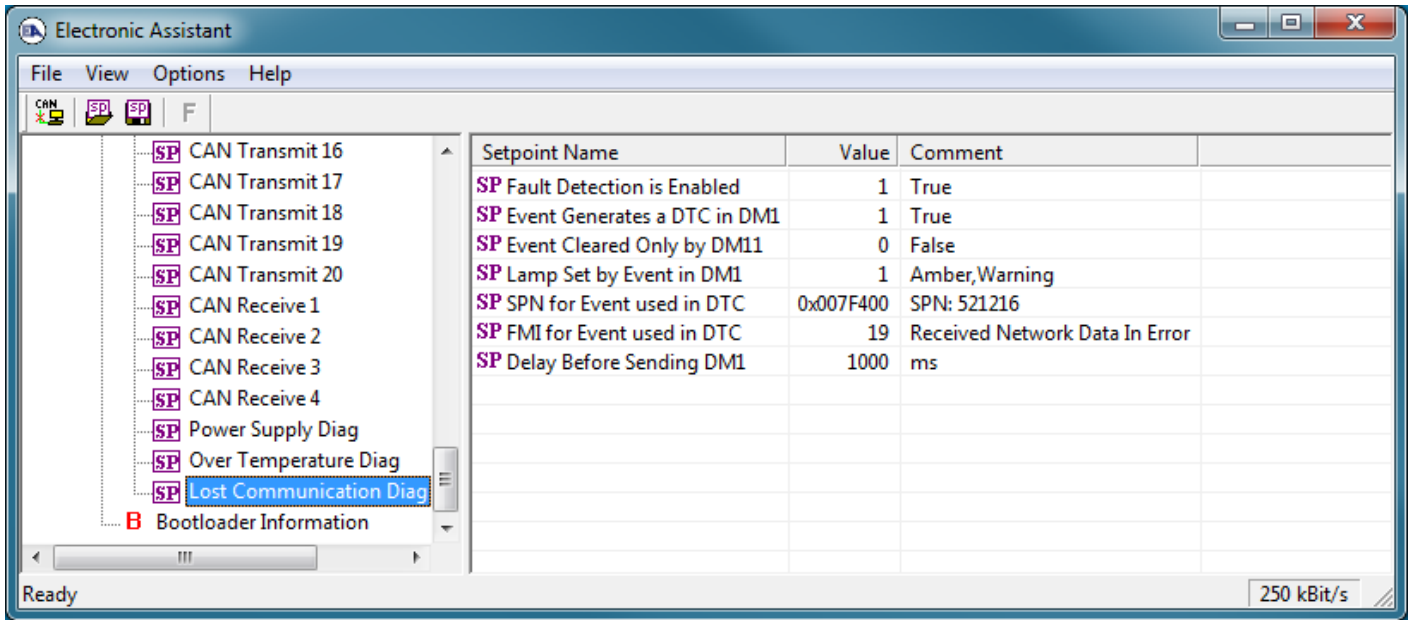 Electronic Assistant
File View Options Help
CAN SP SP F
SP CAN Transmit 16
SP CAN Transmit 17
SP CAN Transmit 18
SP CAN Transmit 19
SP CAN Transmit 20
SP CAN Receive 1
SP CAN Receive 2
SP CAN Receive 3
SP CAN Receive 4
SP Power Supply Diag
SP Over Temperature Diag
SP Lost Communication Diag
B Bootloader Information
Setpoint Name Value Comment
SP Fault Detection is Enabled 1 True
SP Event Generates a DTC in DM1 1 True
SP Event Cleared Only by DM11 0 False
SP Lamp Set by Event in DM1 1 Amber,Warning
SP SPN for Event used in DTC 0x007F400 SPN: 521216
SP FMI for Event used in DTC 19 Received Network Data In Error
SP Delay Before Sending DM1 1000 ms
Ready 250 kBit/s